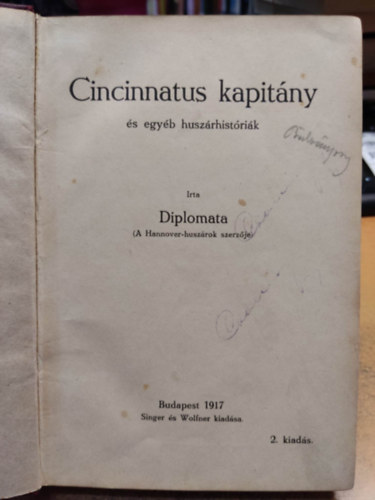 Cincinnatus kapitány
és egyéb huszárhistóriák
Irta
Diplomata
(A Hannover-huszárok szerzője)
Budapest 1917
Singer és Wolfner kiadása.
2. kiadás.